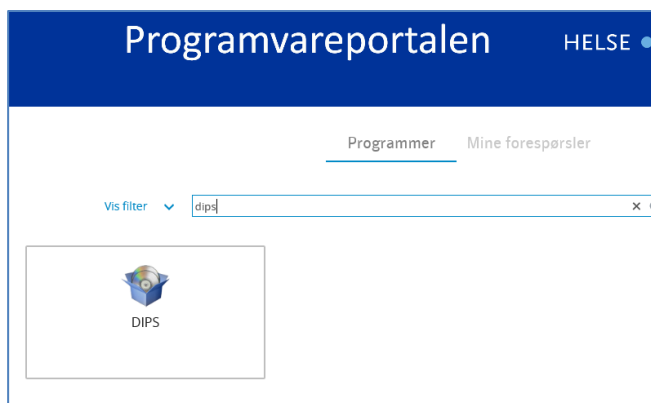 Programvareportalen HELSE
Programmer Mine forespørsler
Vis filter dips
DIPS